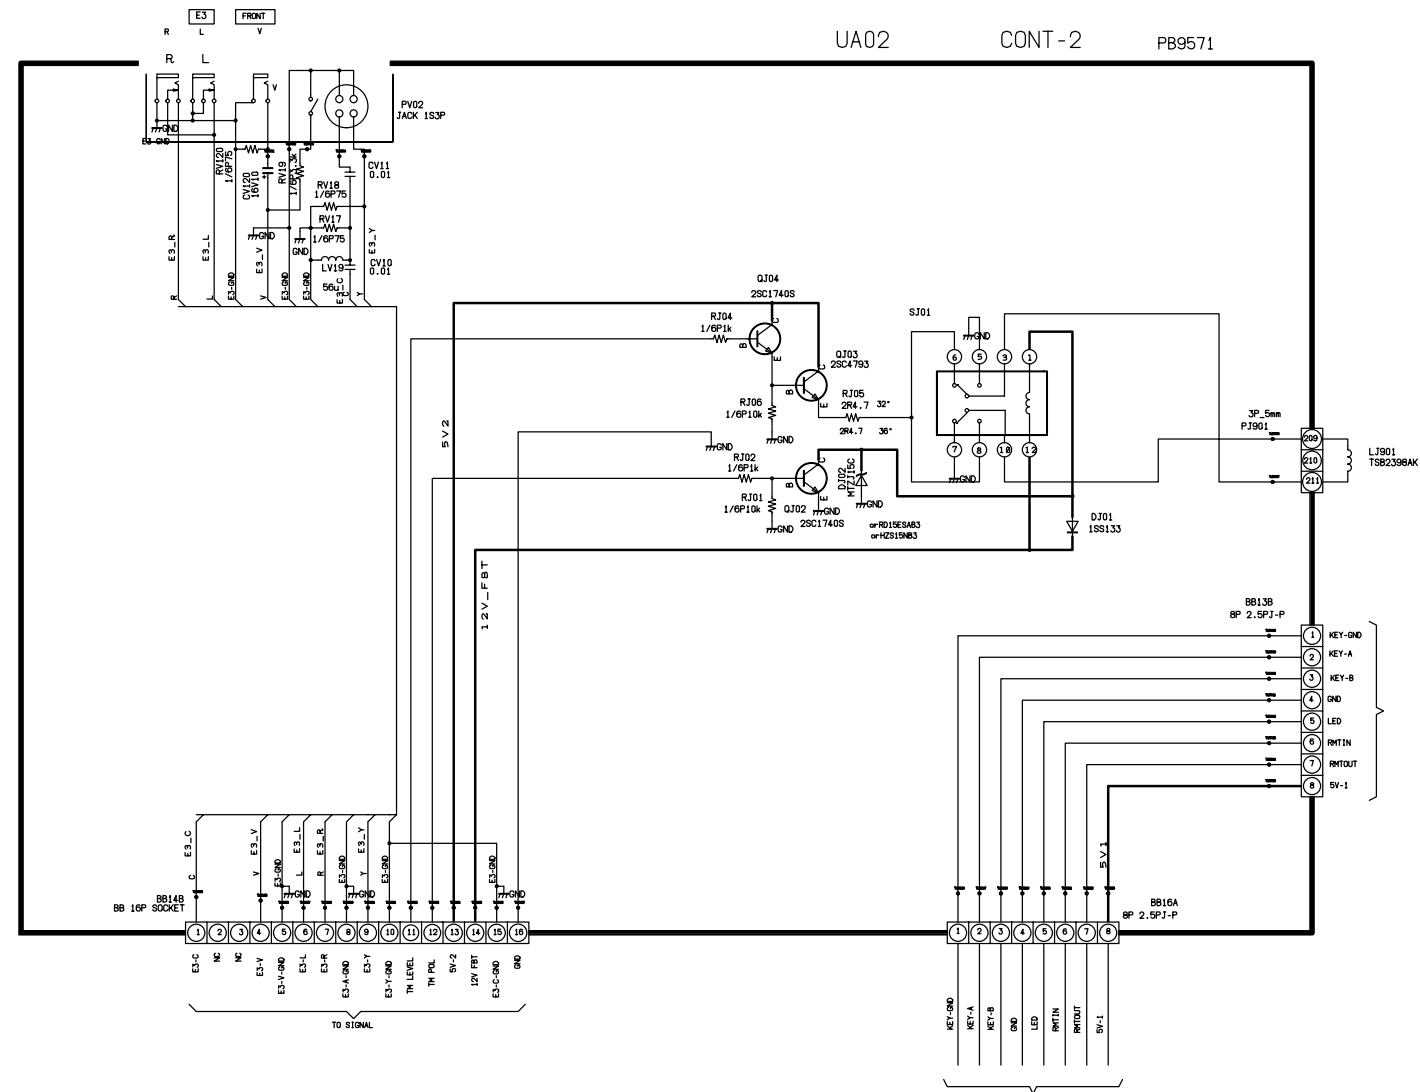 E3 FRONT
R L V
UA02 CONT-2 PB9571
R L
V
PV02
JACK 1S3P
GND
E3-GND
RV120
1/6P75
CV120
16V10
RV19
CV11
0.01
RV18
1/6P75
RV17
1/6P75
GND
GND
LV19
56u
CV10
0.01
E3_R
E3_L
E3-GND
E3_V
E3-GND
E3-GND
E3_C
E3_Y
R
L
V
C
Y
QJ04
2SC1740S
RJ04
1/6P1k
B
C
E
QJ03
2SC4793
B
C
E
RJ05
2R4.7 32"
2R4.7 36"
RJ06
1/6P10k
GND
GND
5V2
RJ02
1/6P1k
RJ01
1/6P10k
GND
QJ02
2SC1740S
B
C
E
GND
DJ02
MTZJ15C
GND
orRD15ESAB3
orHZS15NB3
SJ01
GND
6 5 3 1
7 8 10 12
GND
DJ01
1SS133
12V_FBT
3P_5mm
PJ901
209
210
211
LJ901
TSB2398AK
BB13B
8P 2.5PJ-P
1 KEY-GND
2 KEY-A
3 KEY-B
4 GND
5 LED
6 RMTIN
7 RMTOUT
8 5V-1
E3_C
C
E3_V
V
E3-GND
GND
E3_L
L
E3_R
R
E3-GND
GND
E3_Y
Y
E3-GND
E3-GND
GND
BB14B
BB 16P SOCKET
1 2 3 4 5 6 7 8 9 10 11 12 13 14 15 16
E3-C
NC
NC
E3-V
E3-V-GND
E3-L
E3-R
E3-A-GND
E3-Y
E3-Y-GND
TM LEVEL
TM POL
5V-2
12V FBT
E3-C-GND
GND
TO SIGNAL
5V1
BB16A
8P 2.5PJ-P
1 2 3 4 5 6 7 8
KEY-GND
KEY-A
KEY-B
GND
LED
RMTIN
RMTOUT
5V-1